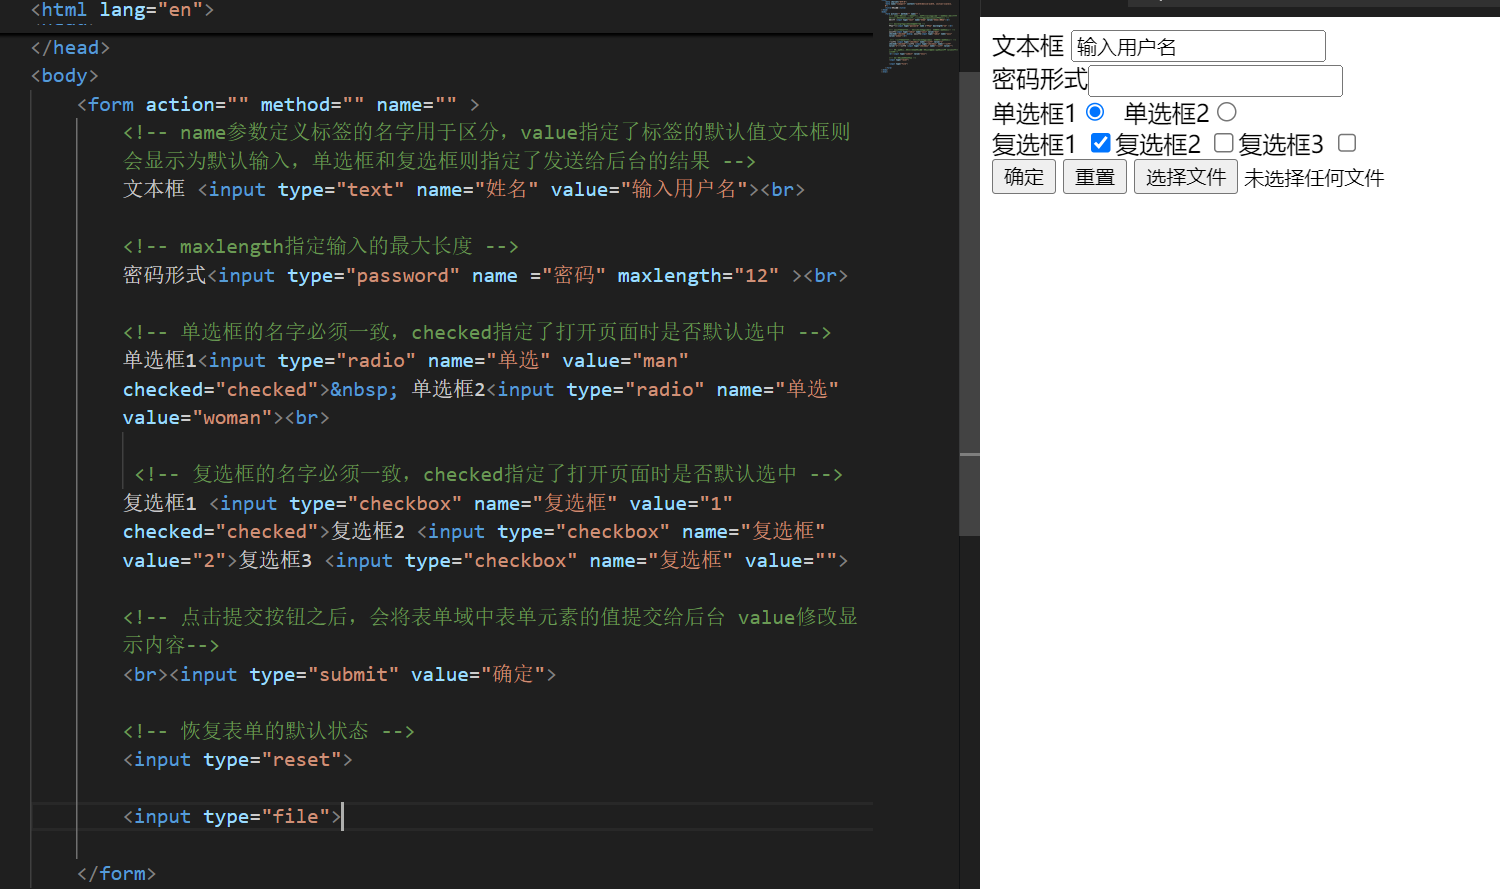 <html lang="en">
</head>
<body>
<form action="" method="" name="" >
<!-- name参数定义标签的名字用于区分，value指定了标签的默认值文本框则
会显示为默认输入，单选框和复选框则指定了发送给后台的结果 -->
文本框 <input type="text" name="姓名" value="输入用户名"><br>
<!-- maxlength指定输入的最大长度 -->
密码形式<input type="password" name ="密码" maxlength="12" ><br>
<!-- 单选框的名字必须一致，checked指定了打开页面时是否默认选中 -->
单选框1<input type="radio" name="单选" value="man"
checked="checked">&nbsp; 单选框2<input type="radio" name="单选"
value="woman"><br>
<!-- 复选框的名字必须一致，checked指定了打开页面时是否默认选中 -->
复选框1 <input type="checkbox" name="复选框" value="1"
checked="checked">复选框2 <input type="checkbox" name="复选框"
value="2">复选框3 <input type="checkbox" name="复选框" value="">
<!-- 点击提交按钮之后，会将表单域中表单元素的值提交给后台 value修改显
示内容-->
<br><input type="submit" value="确定">
<!-- 恢复表单的默认状态 -->
<input type="reset">
<input type="file">
</form>
文本框 输入用户名
密码形式
单选框1 单选框2
复选框1 复选框2 复选框3
确定 重置 选择文件 未选择任何文件